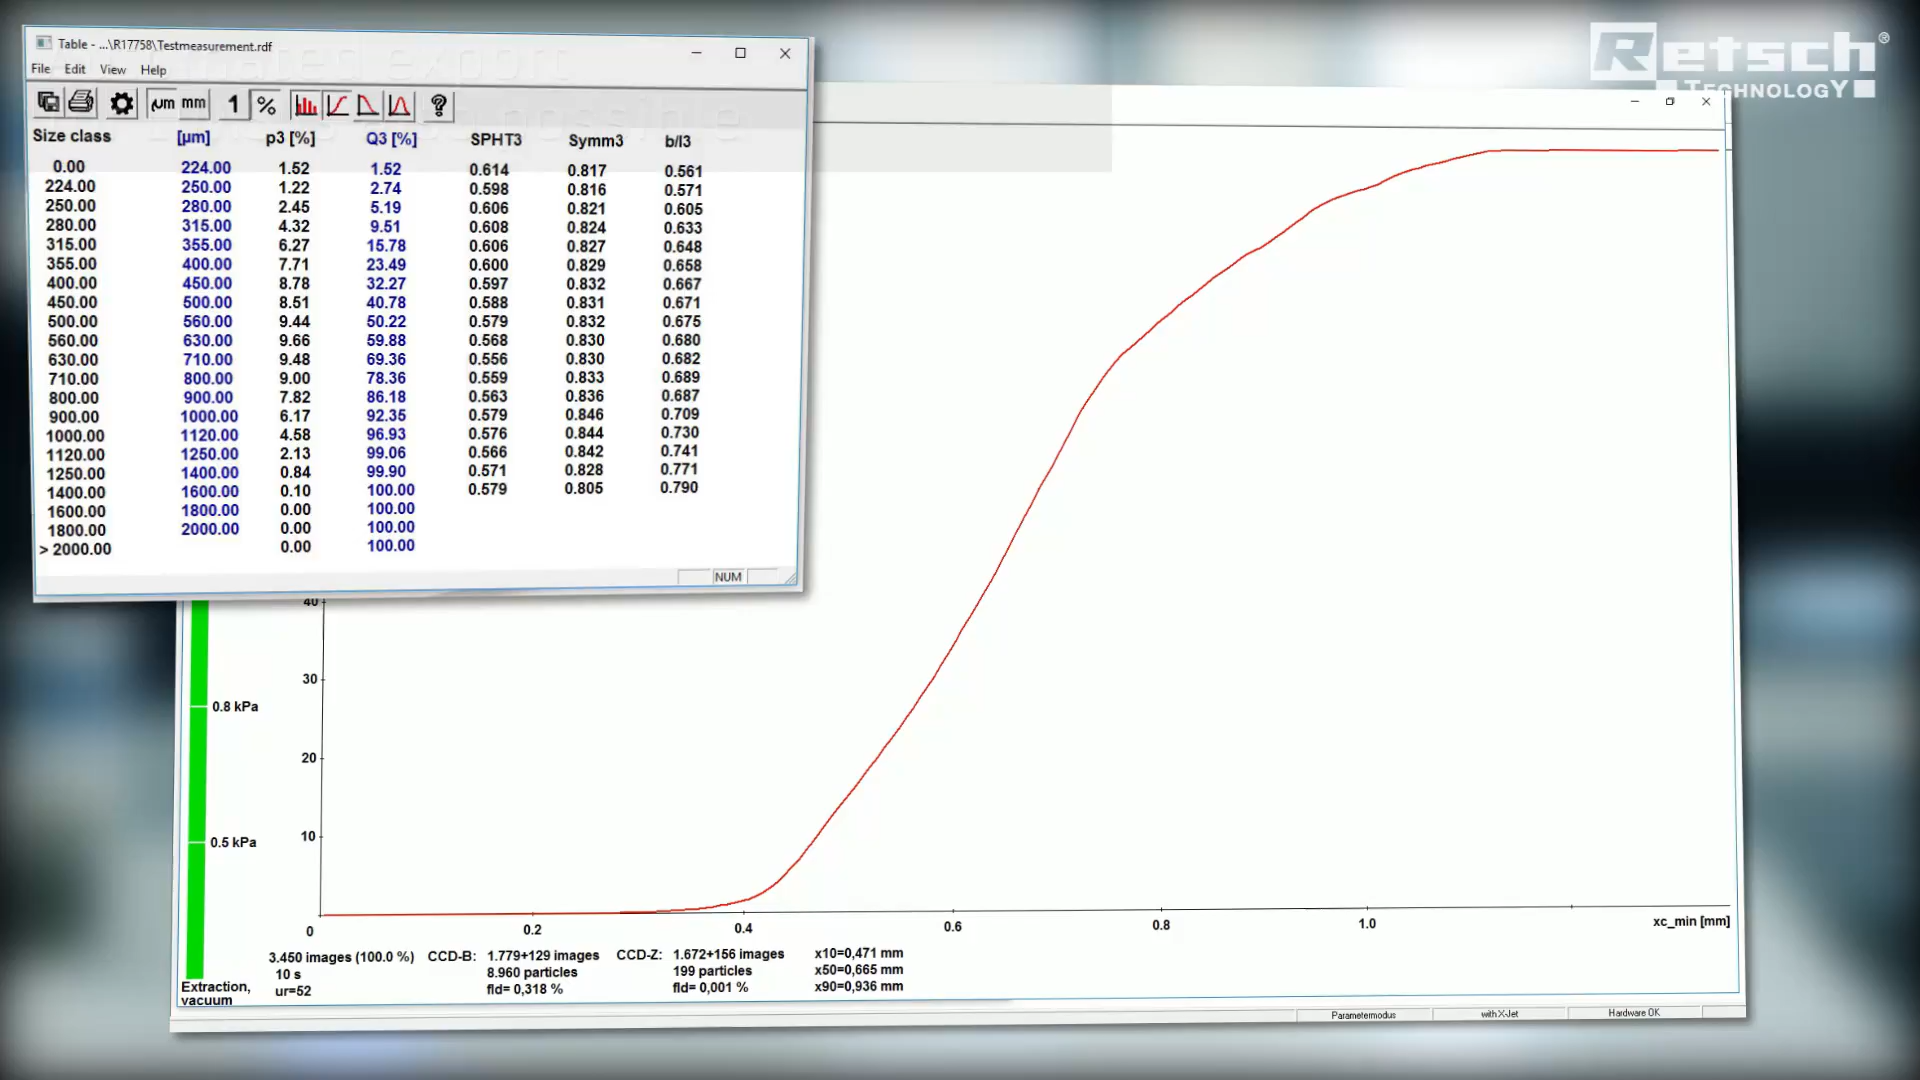 Retsch®
TECHNOLOGY
Table - ...\R17758\Testmeasurement.rdf
File Edit View Help
µm mm 1 % ?
Size class [µm] p3 [%] Q3 [%] SPHT3 Symm3 b/l3
0.00 224.00 1.52 1.52 0.614 0.817 0.561
224.00 250.00 1.22 2.74 0.598 0.816 0.571
250.00 280.00 2.45 5.19 0.606 0.821 0.605
280.00 315.00 4.32 9.51 0.608 0.824 0.633
315.00 355.00 6.27 15.78 0.606 0.827 0.648
355.00 400.00 7.71 23.49 0.600 0.829 0.658
400.00 450.00 8.78 32.27 0.597 0.832 0.667
450.00 500.00 8.51 40.78 0.588 0.831 0.671
500.00 560.00 9.44 50.22 0.579 0.832 0.675
560.00 630.00 9.66 59.88 0.568 0.830 0.680
630.00 710.00 9.48 69.36 0.556 0.830 0.682
710.00 800.00 9.00 78.36 0.559 0.833 0.689
800.00 900.00 7.82 86.18 0.563 0.836 0.687
900.00 1000.00 6.17 92.35 0.579 0.846 0.709
1000.00 1120.00 4.58 96.93 0.576 0.844 0.730
1120.00 1250.00 2.13 99.06 0.566 0.842 0.741
1250.00 1400.00 0.84 99.90 0.571 0.828 0.771
1400.00 1600.00 0.10 100.00 0.579 0.805 0.790
1600.00 1800.00 0.00 100.00
1800.00 2000.00 0.00 100.00
> 2000.00 0.00 100.00
NUM
40
30
0.8 kPa
20
10
0.5 kPa
0 0.2 0.4 0.6 0.8 1.0 xc_min [mm]
3.450 images (100.0 %) CCD-B: 1.779+129 images CCD-Z: 1.672+156 images x10=0,471 mm
10 s 8.960 particles 199 particles x50=0,665 mm
ur=52 fld= 0,318 % fld= 0,001 % x90=0,936 mm
Extraction,
vacuum
Parametermodus with X-Jet Hardware OK